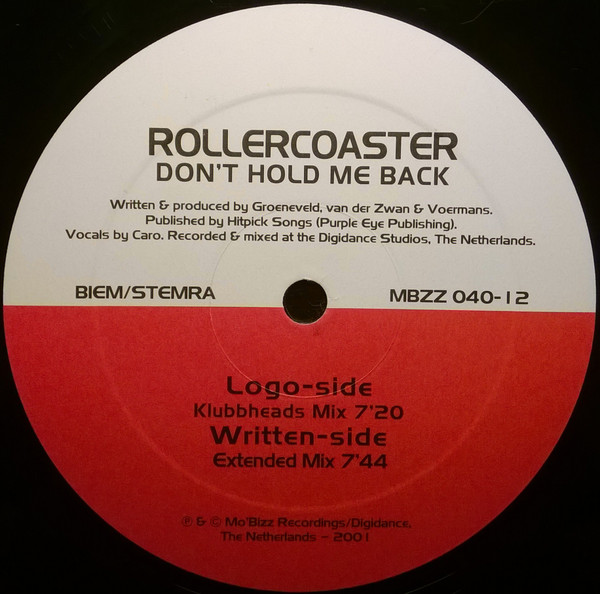 ROLLERCOASTER
DON'T HOLD ME BACK
Written & produced by Groeneveld, van der Zwan & Voermans.
Published by Hitpick Songs (Purple Eye Publishing).
Vocals by Caro. Recorded & mixed at the Digidance Studios, The Netherlands.
BIEM/STEMRA MBZZ 040-12
Logo-side
Klubbheads Mix 7'20
Written-side
Extended Mix 7'44
℗ & © Mo'Bizz Recordings/Digidance,
The Netherlands - 2001